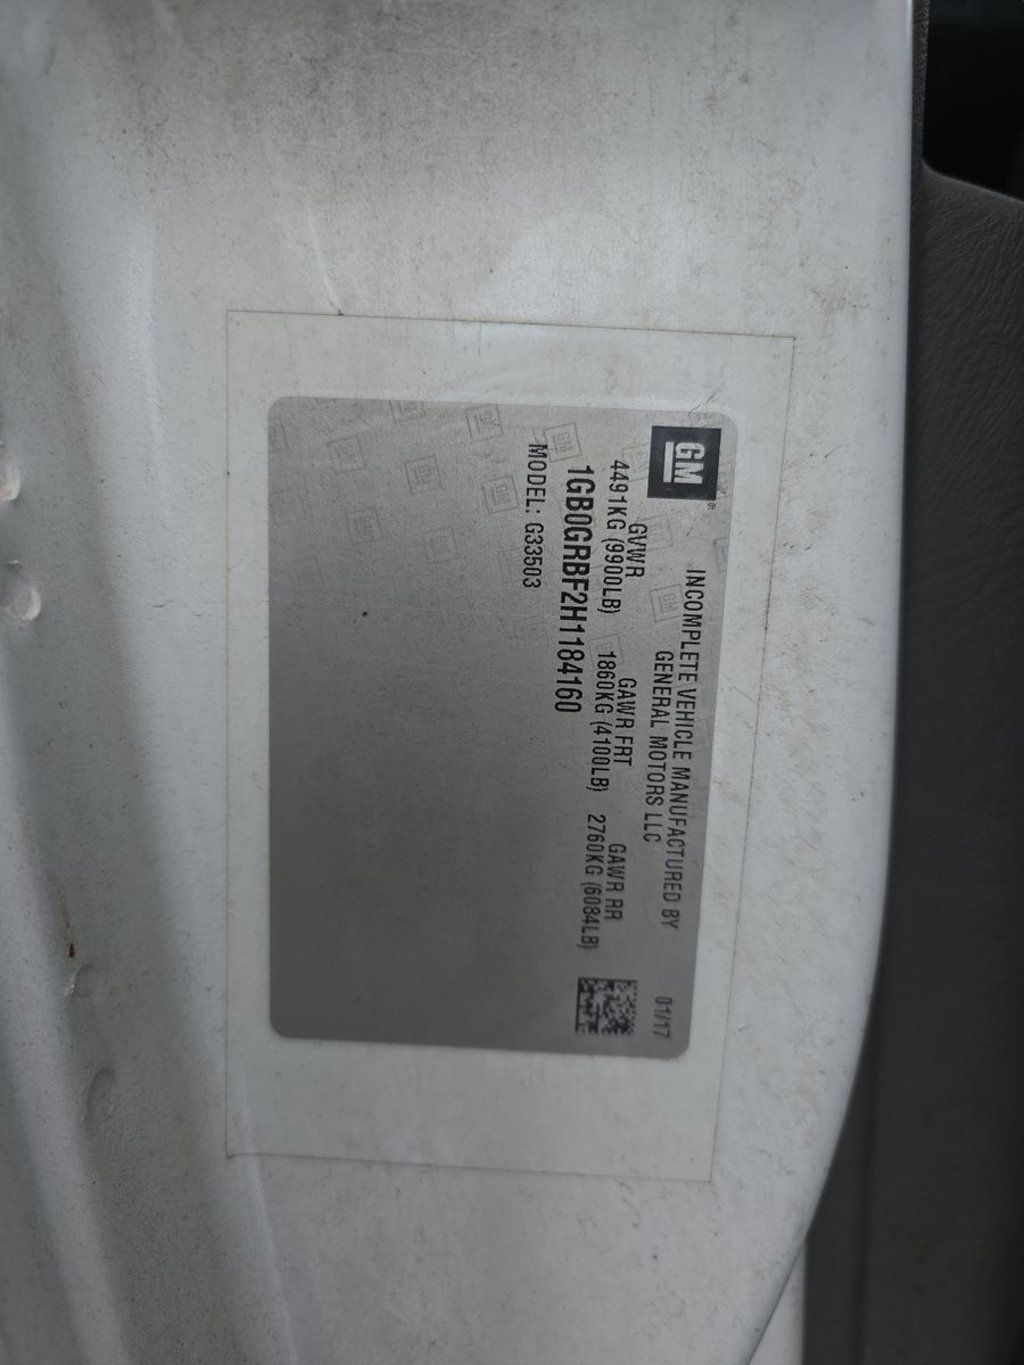 GM®
INCOMPLETE VEHICLE MANUFACTURED BY 01/17
GENERAL MOTORS LLC
GVWR GAWR FRT GAWR RR
4491KG (9900LB) 1860KG (4100LB) 2760KG (6084LB)
1GB0GRBF2H1184160
MODEL: G33503